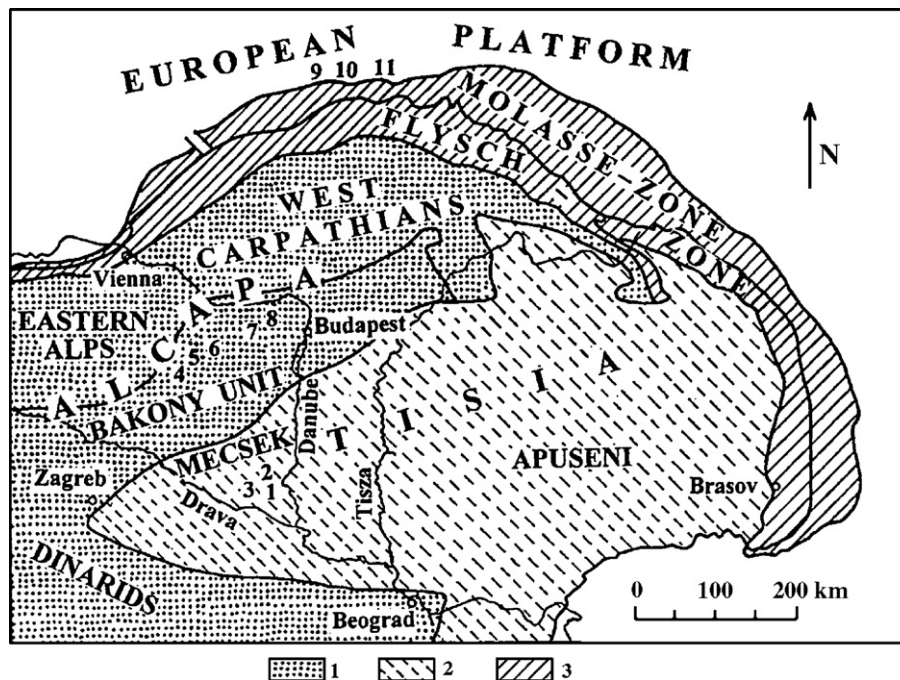 EUROPEAN PLATFORM
9 10 11
MOLASSE-ZONE
FLYSCH-ZONE
N
WEST
CARPATHIANS
Vienna
ALCAPA
EASTERN
ALPS
7 8
Budapest
4 5 6
BAKONY UNIT
Danube
TISIA
MECSEK
2
3 1
APUSENI
Zagreb
Drava
Tisza
Brasov
DINARIDS
Beograd
0 100 200 km
1 2 3